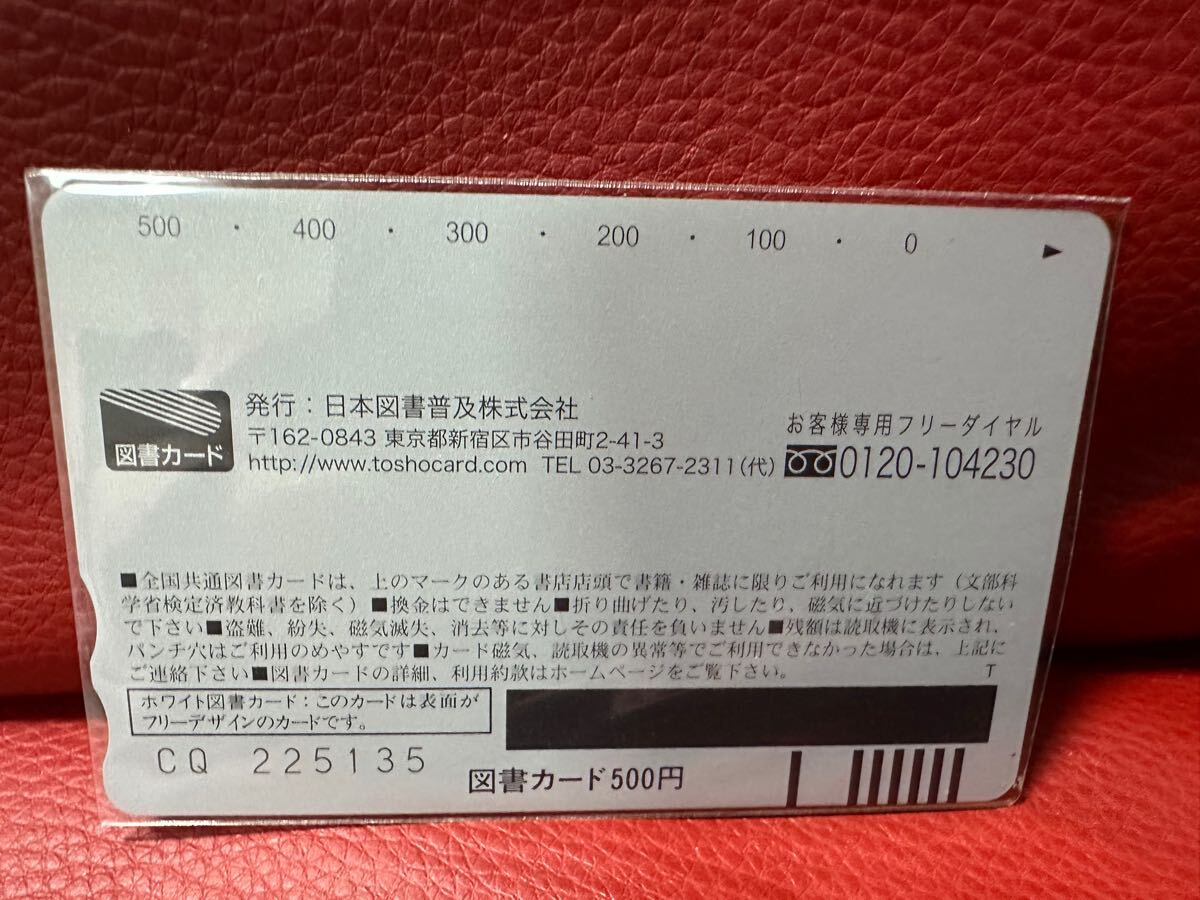 500 ・ 400 ・ 300 ・ 200 ・ 100 ・ 0 ▶
図書カード
発行：日本図書普及株式会社
〒162-0843 東京都新宿区市谷田町2-41-3
http://www.toshocard.com TEL 03-3267-2311（代）
お客様専用フリーダイヤル
0120-104230
■全国共通図書カードは、上のマークのある書店店頭で書籍・雑誌に限りご利用になれます（文部科
学省検定済教科書を除く）■換金はできません■折り曲げたり、汚したり、磁気に近づけたりしない
で下さい■盗難、紛失、磁気滅失、消去等に対しその責任を負いません■残額は読取機に表示され、
パンチ穴はご利用のめやすです■カード磁気、読取機の異常等でご利用できなかった場合は、上記に
ご連絡下さい■図書カードの詳細、利用約款はホームページをご覧下さい。 T
ホワイト図書カード：このカードは表面が
フリーデザインのカードです。
CQ 225135
図書カード500円